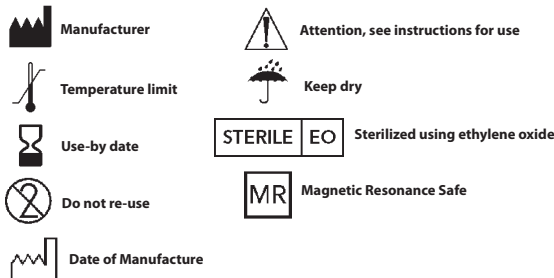 Manufacturer
Temperature limit
Use-by date
2
Do not re-use
Date of Manufacture
Attention, see instructions for use
Keep dry
STERILE EO
Sterilized using ethylene oxide
MR
Magnetic Resonance Safe